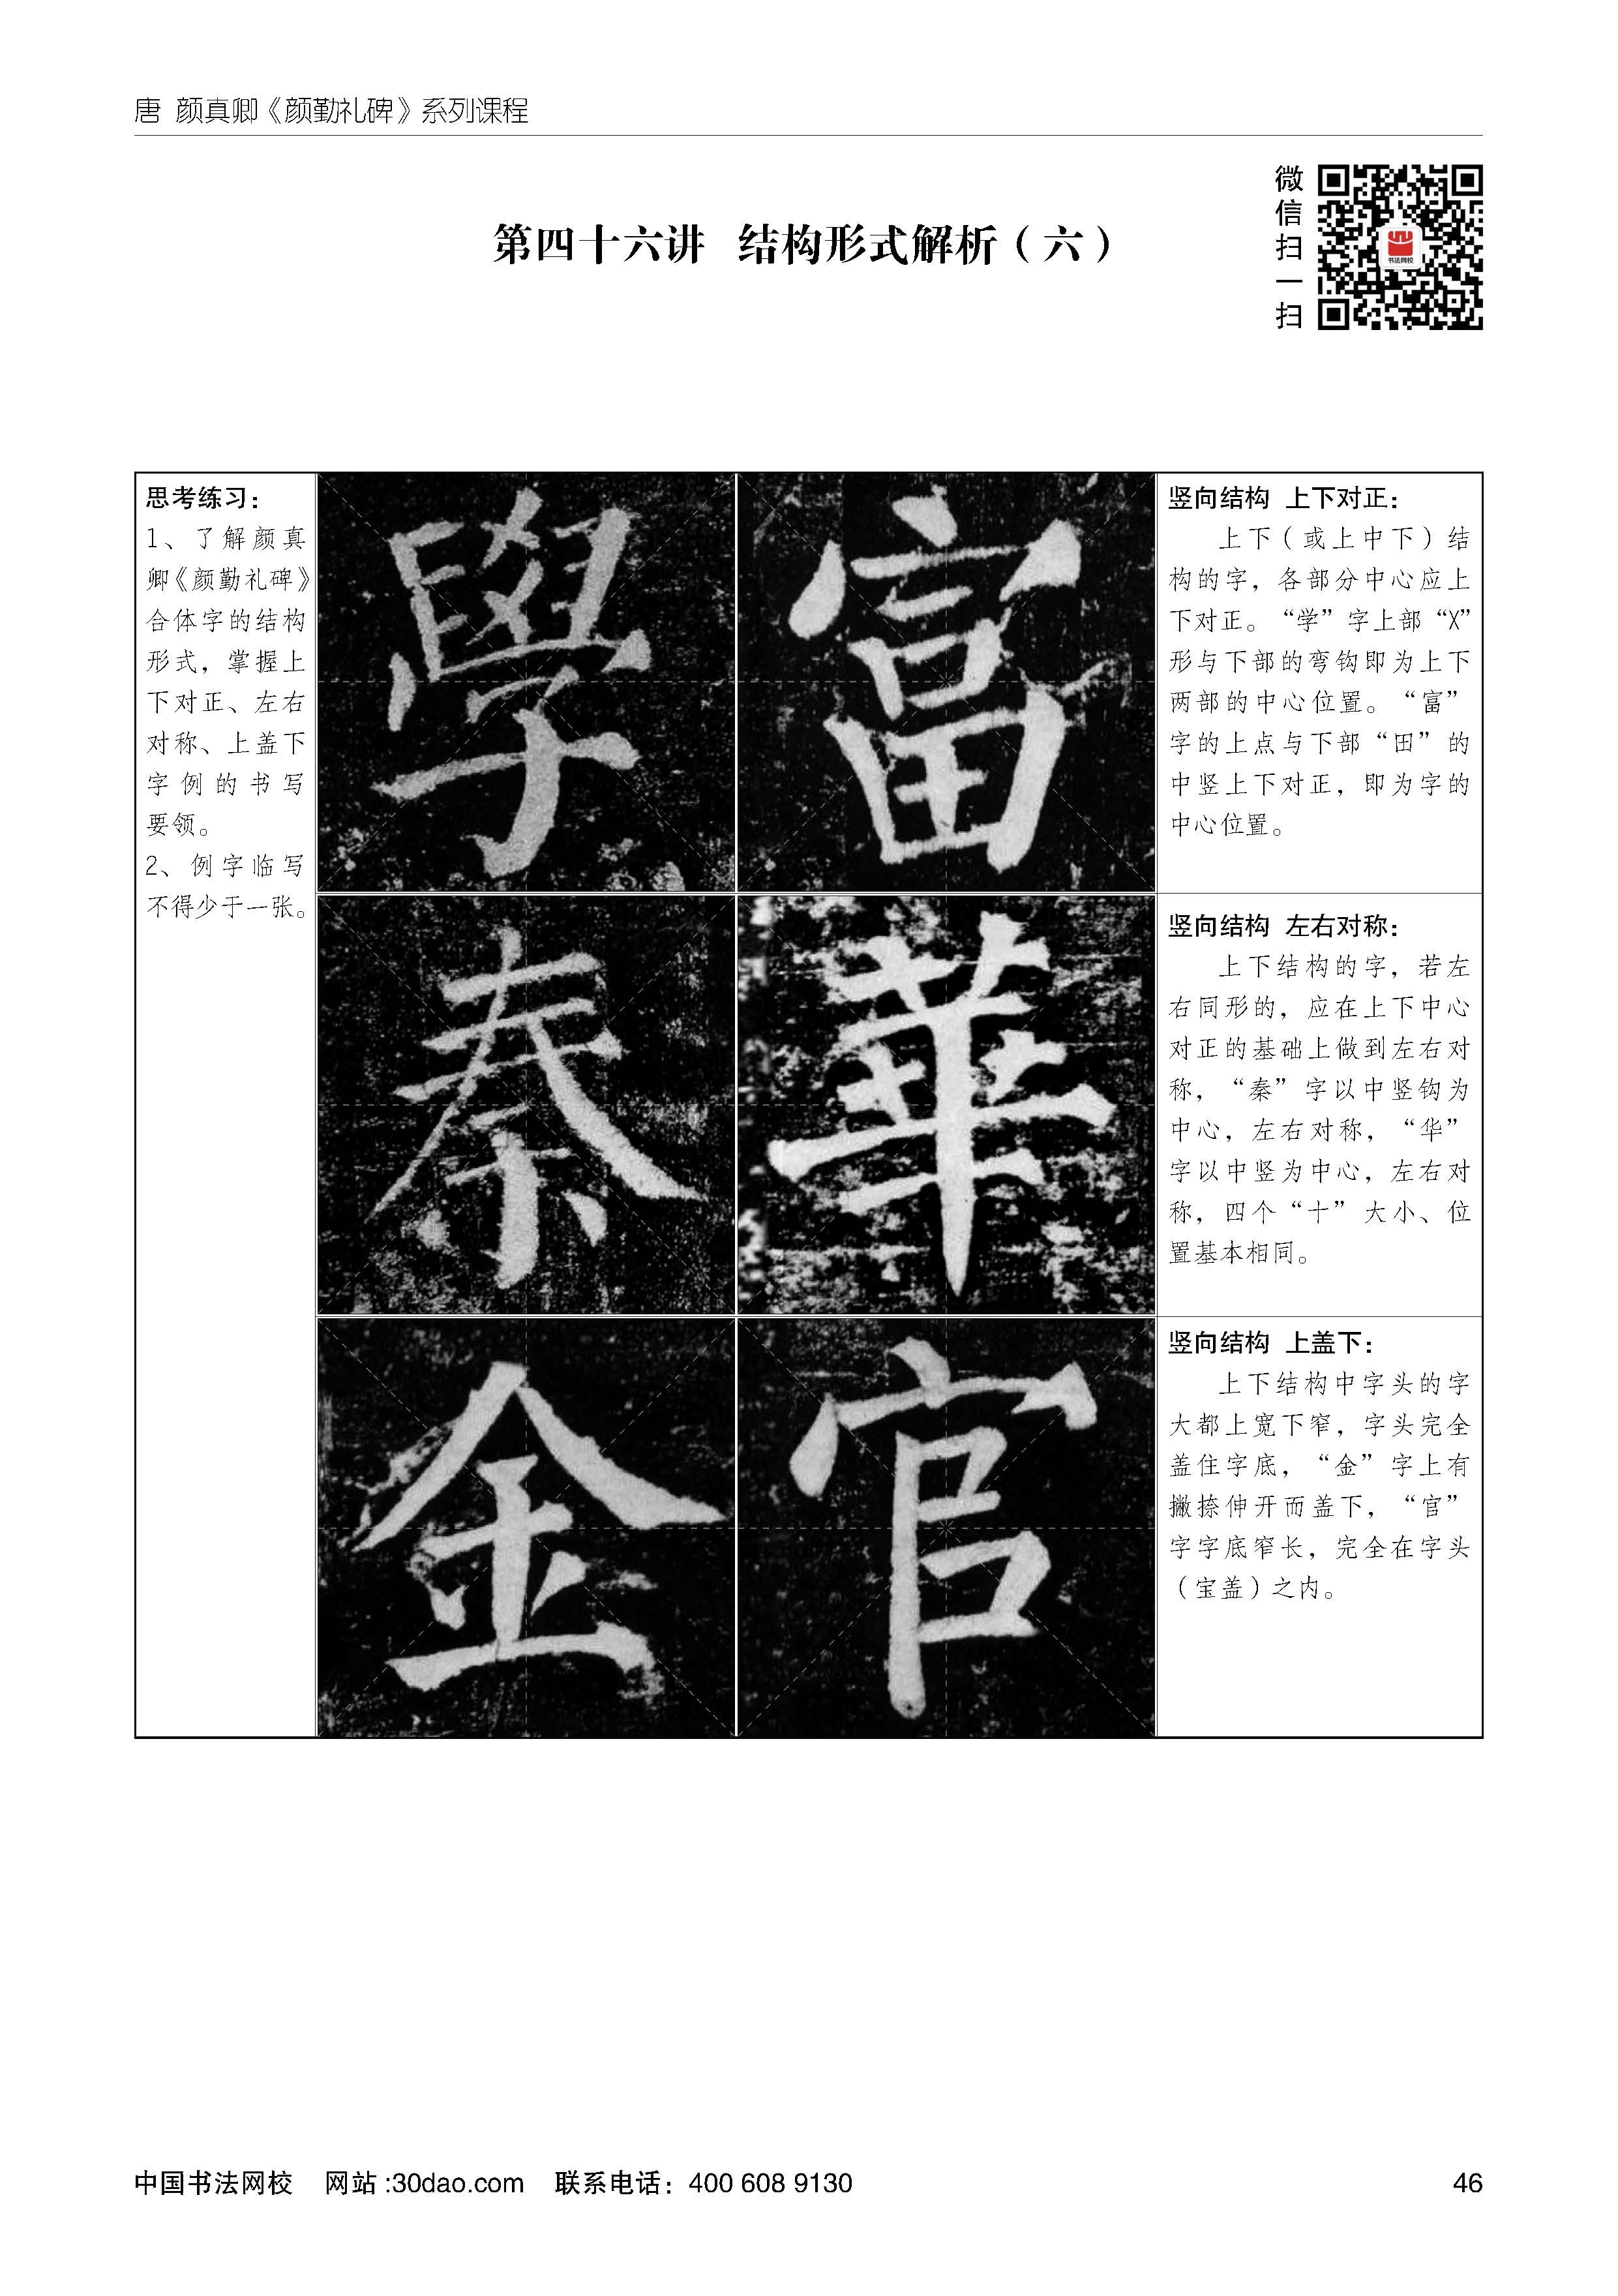 唐 颜真卿《颜勤礼碑》系列课程
微信扫一扫
书法网校
第四十六讲 结构形式解析（六）
思考练习：
1、了解颜真
卿《颜勤礼碑》
合体字的结构
形式，掌握上
下对正、左右
对称、上盖下
字例的书写
要领。
2、例字临写
不得少于一张。
學 富
竖向结构 上下对正：
上下（或上中下）结
构的字，各部分中心应上
下对正。“学”字上部“X”
形与下部的弯钩即为上下
两部的中心位置。“富”
字的上点与下部“田”的
中竖上下对正，即为字的
中心位置。
秦 華
竖向结构 左右对称：
上下结构的字，若左
右同形的，应在上下中心
对正的基础上做到左右对
称，“秦”字以中竖钩为
中心，左右对称，“华”
字以中竖为中心，左右对
称，四个“十”大小、位
置基本相同。
金 官
竖向结构 上盖下：
上下结构中字头的字
大都上宽下窄，字头完全
盖住字底，“金”字上有
撇捺伸开而盖下，“官”
字字底窄长，完全在字头
（宝盖）之内。
中国书法网校 网站:30dao.com 联系电话：400 608 9130
46